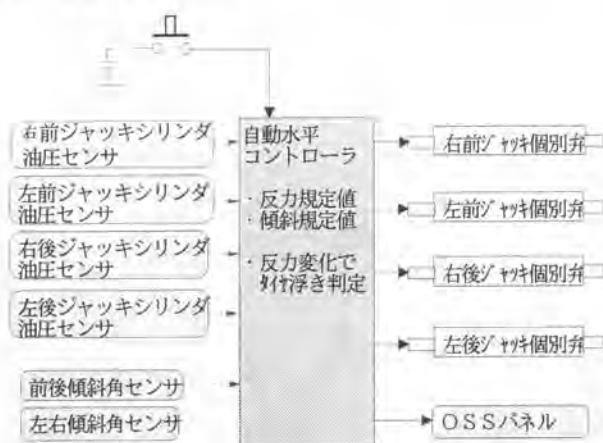 右前ジャッキシリンダ
油圧センサ
左前ジャッキシリンダ
油圧センサ
右後ジャッキシリンダ
油圧センサ
左後ジャッキシリンダ
油圧センサ
前後傾斜角センサ
左右傾斜角センサ
自動水平
コントローラ
・反力規定値
・傾斜規定値
・反力変化で
ﾀｲﾔ浮き判定
右前ｼﾞｬｯｷ個別弁
左前ｼﾞｬｯｷ個別弁
右後ｼﾞｬｯｷ個別弁
左後ｼﾞｬｯｷ個別弁
ＯＳＳパネル